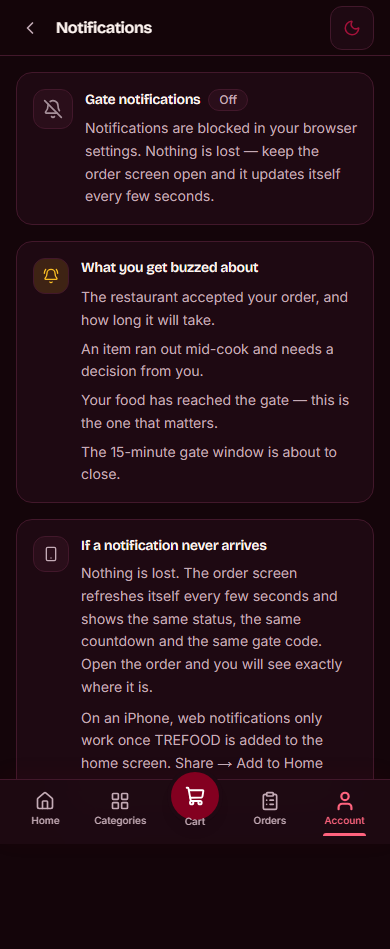 Notifications
Gate notifications Off
Notifications are blocked in your browser
settings. Nothing is lost — keep the
order screen open and it updates itself
every few seconds.
What you get buzzed about
The restaurant accepted your order, and
how long it will take.
An item ran out mid-cook and needs a
decision from you.
Your food has reached the gate — this is
the one that matters.
The 15-minute gate window is about to
close.
If a notification never arrives
Nothing is lost. The order screen
refreshes itself every few seconds and
shows the same status, the same
countdown and the same gate code.
Open the order and you will see exactly
where it is.
On an iPhone, web notifications only
work once TREFOOD is added to the
home screen. Share → Add to Home
Home
Categories
Cart
Orders
Account